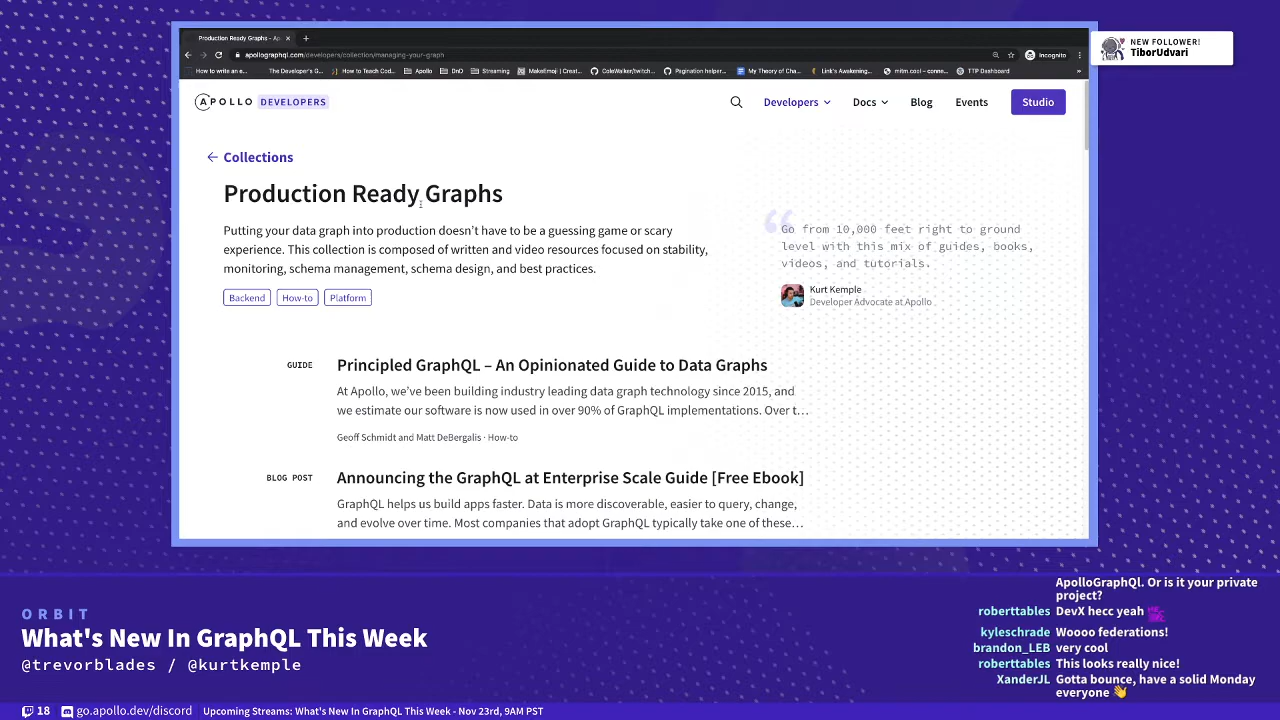 Production Ready Graphs - Ap
apollographql.com/developers/collection/managing-your-graph
Incognito
How to write an e...
The Developer's G...
How to Teach Cod...
Apollo
DnD
Streaming
MakeEmoji | Creat...
ColeWalker/twitch...
Pagination helper...
My Theory of Cha...
Link's Awakening...
mitm.cool – conne...
TTP Dashboard
»
NEW FOLLOWER!
TiborUdvari
APOLLO DEVELOPERS
Developers
Docs
Blog
Events
Studio
← Collections
Production Ready Graphs
Putting your data graph into production doesn’t have to be a guessing game or scary
experience. This collection is composed of written and video resources focused on stability,
monitoring, schema management, schema design, and best practices.
Backend
How-to
Platform
“
Go from 10,000 feet right to ground
level with this mix of guides, books,
videos, and tutorials.
Kurt Kemple
Developer Advocate at Apollo
GUIDE
Principled GraphQL – An Opinionated Guide to Data Graphs
At Apollo, we’ve been building industry leading data graph technology since 2015, and
we estimate our software is now used in over 90% of GraphQL implementations. Over t…
Geoff Schmidt and Matt DeBergalis · How-to
BLOG POST
Announcing the GraphQL at Enterprise Scale Guide [Free Ebook]
GraphQL helps us build apps faster. Data is more discoverable, easier to query, change,
and evolve over time. Most companies that adopt GraphQL typically take one of these…
ORBIT
What's New In GraphQL This Week
@trevorblades / @kurtkemple
ApolloGraphQl. Or is it your private
project?
roberttables DevX hecc yeah
kyleschrade Woooo federations!
brandon_LEB very cool
roberttables This looks really nice!
XanderJL Gotta bounce, have a solid Monday
everyone 👋
18
go.apollo.dev/discord
Upcoming Streams: What's New In GraphQL This Week - Nov 23rd, 9AM PST